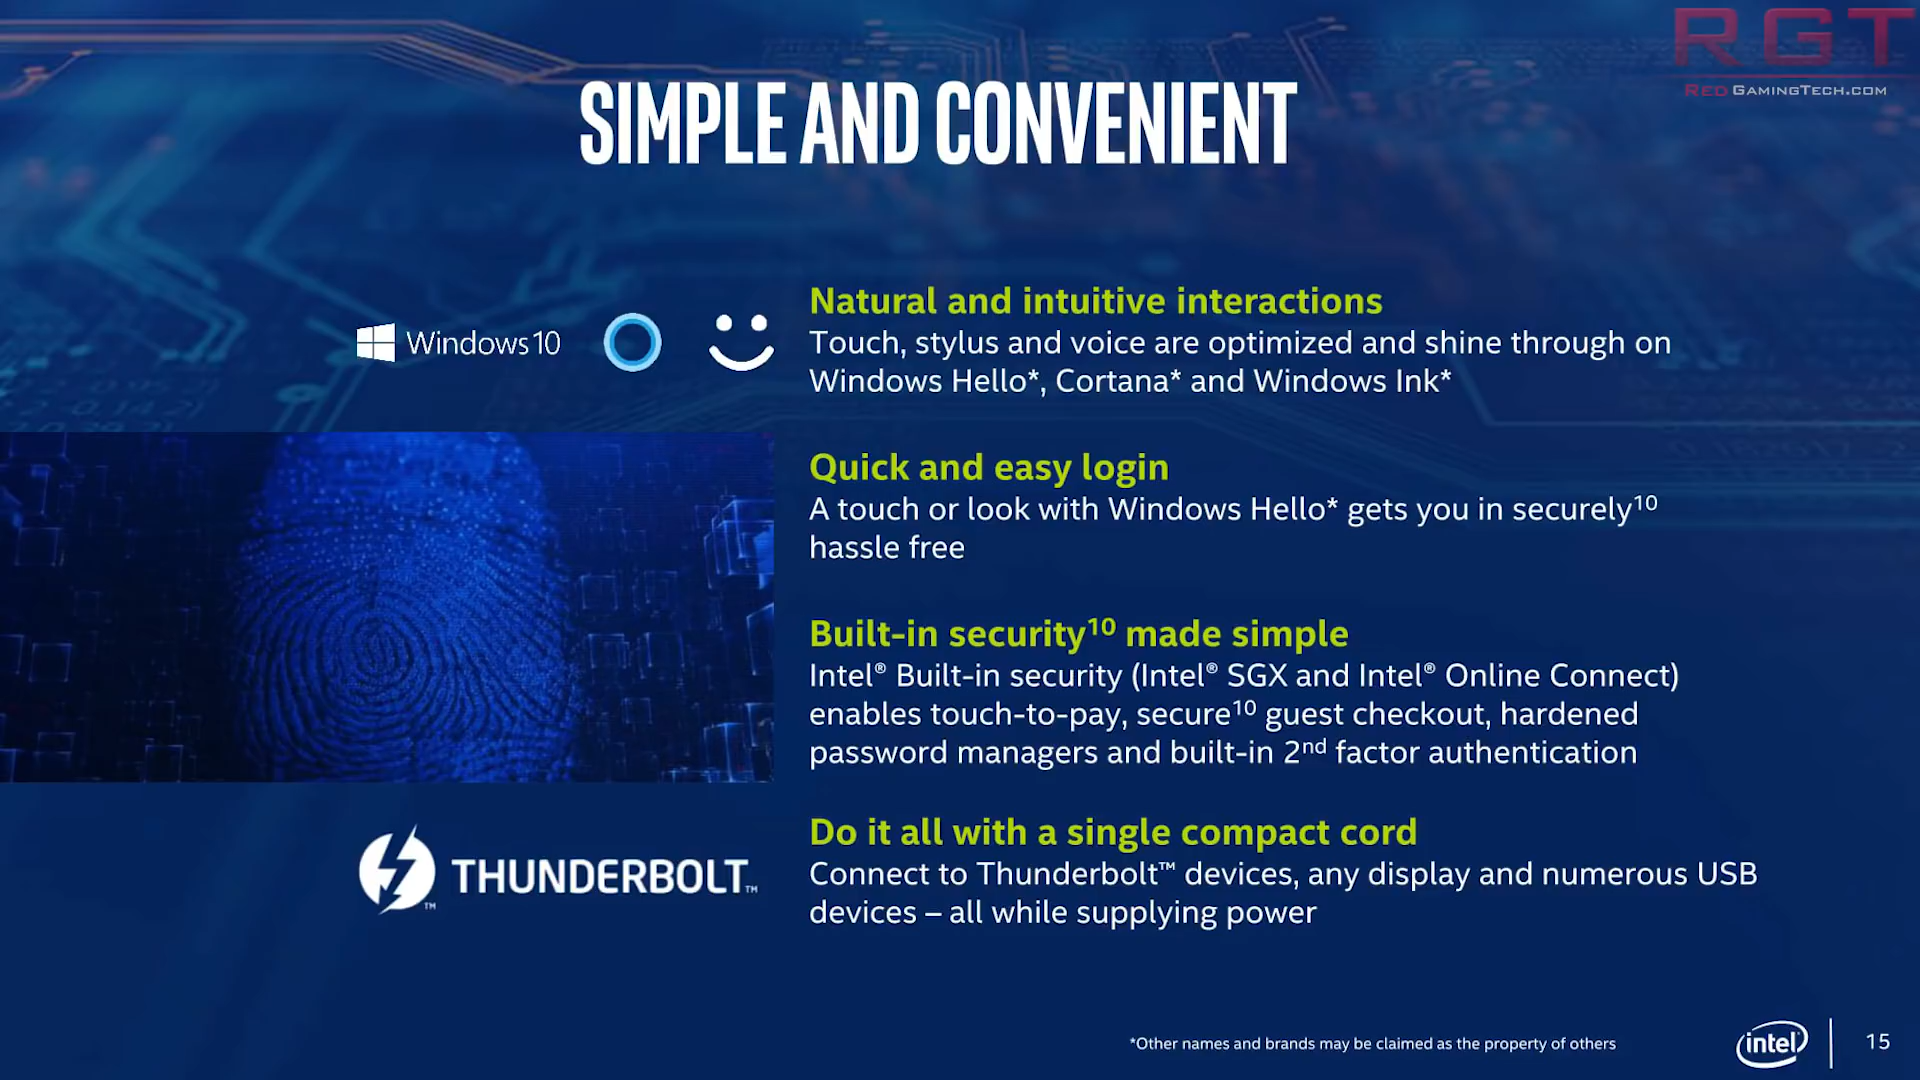 RGT
RED GAMINGTECH.COM
SIMPLE AND CONVENIENT
Windows 10
Natural and intuitive interactions
Touch, stylus and voice are optimized and shine through on
Windows Hello*, Cortana* and Windows Ink*
Quick and easy login
A touch or look with Windows Hello* gets you in securely¹⁰
hassle free
Built-in security¹⁰ made simple
Intel® Built-in security (Intel® SGX and Intel® Online Connect)
enables touch-to-pay, secure¹⁰ guest checkout, hardened
password managers and built-in 2ⁿᵈ factor authentication
THUNDERBOLT™
Do it all with a single compact cord
Connect to Thunderbolt™ devices, any display and numerous USB
devices – all while supplying power
*Other names and brands may be claimed as the property of others
intel
15